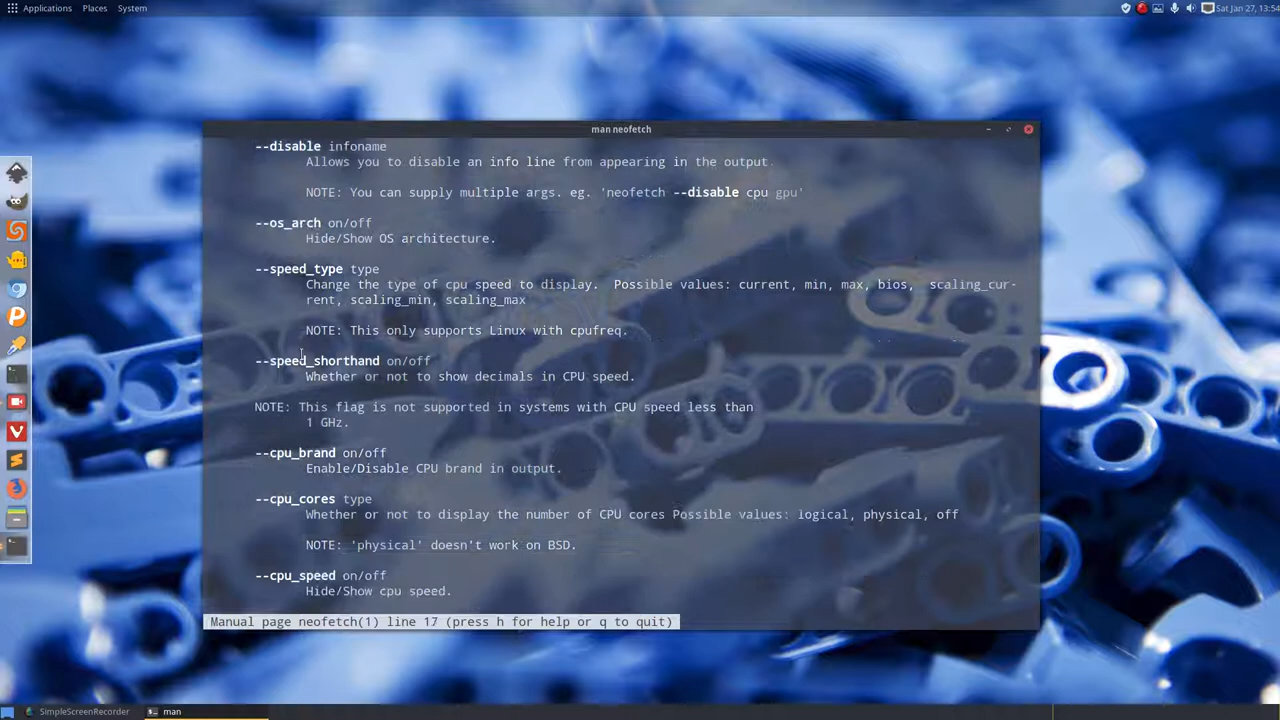 Applications Places System
Sat Jan 27, 13:54
man neofetch
--disable infoname
Allows you to disable an info line from appearing in the output.
NOTE: You can supply multiple args. eg. 'neofetch --disable cpu gpu'
--os_arch on/off
Hide/Show OS architecture.
--speed_type type
Change the type of cpu speed to display.  Possible values: current, min, max, bios,  scaling_cur-
rent, scaling_min, scaling_max
NOTE: This only supports Linux with cpufreq.
--speed_shorthand on/off
Whether or not to show decimals in CPU speed.
NOTE: This flag is not supported in systems with CPU speed less than
1 GHz.
--cpu_brand on/off
Enable/Disable CPU brand in output.
--cpu_cores type
Whether or not to display the number of CPU cores Possible values: logical, physical, off
NOTE: 'physical' doesn't work on BSD.
--cpu_speed on/off
Hide/Show cpu speed.
Manual page neofetch(1) line 17 (press h for help or q to quit)
SimpleScreenRecorder
man